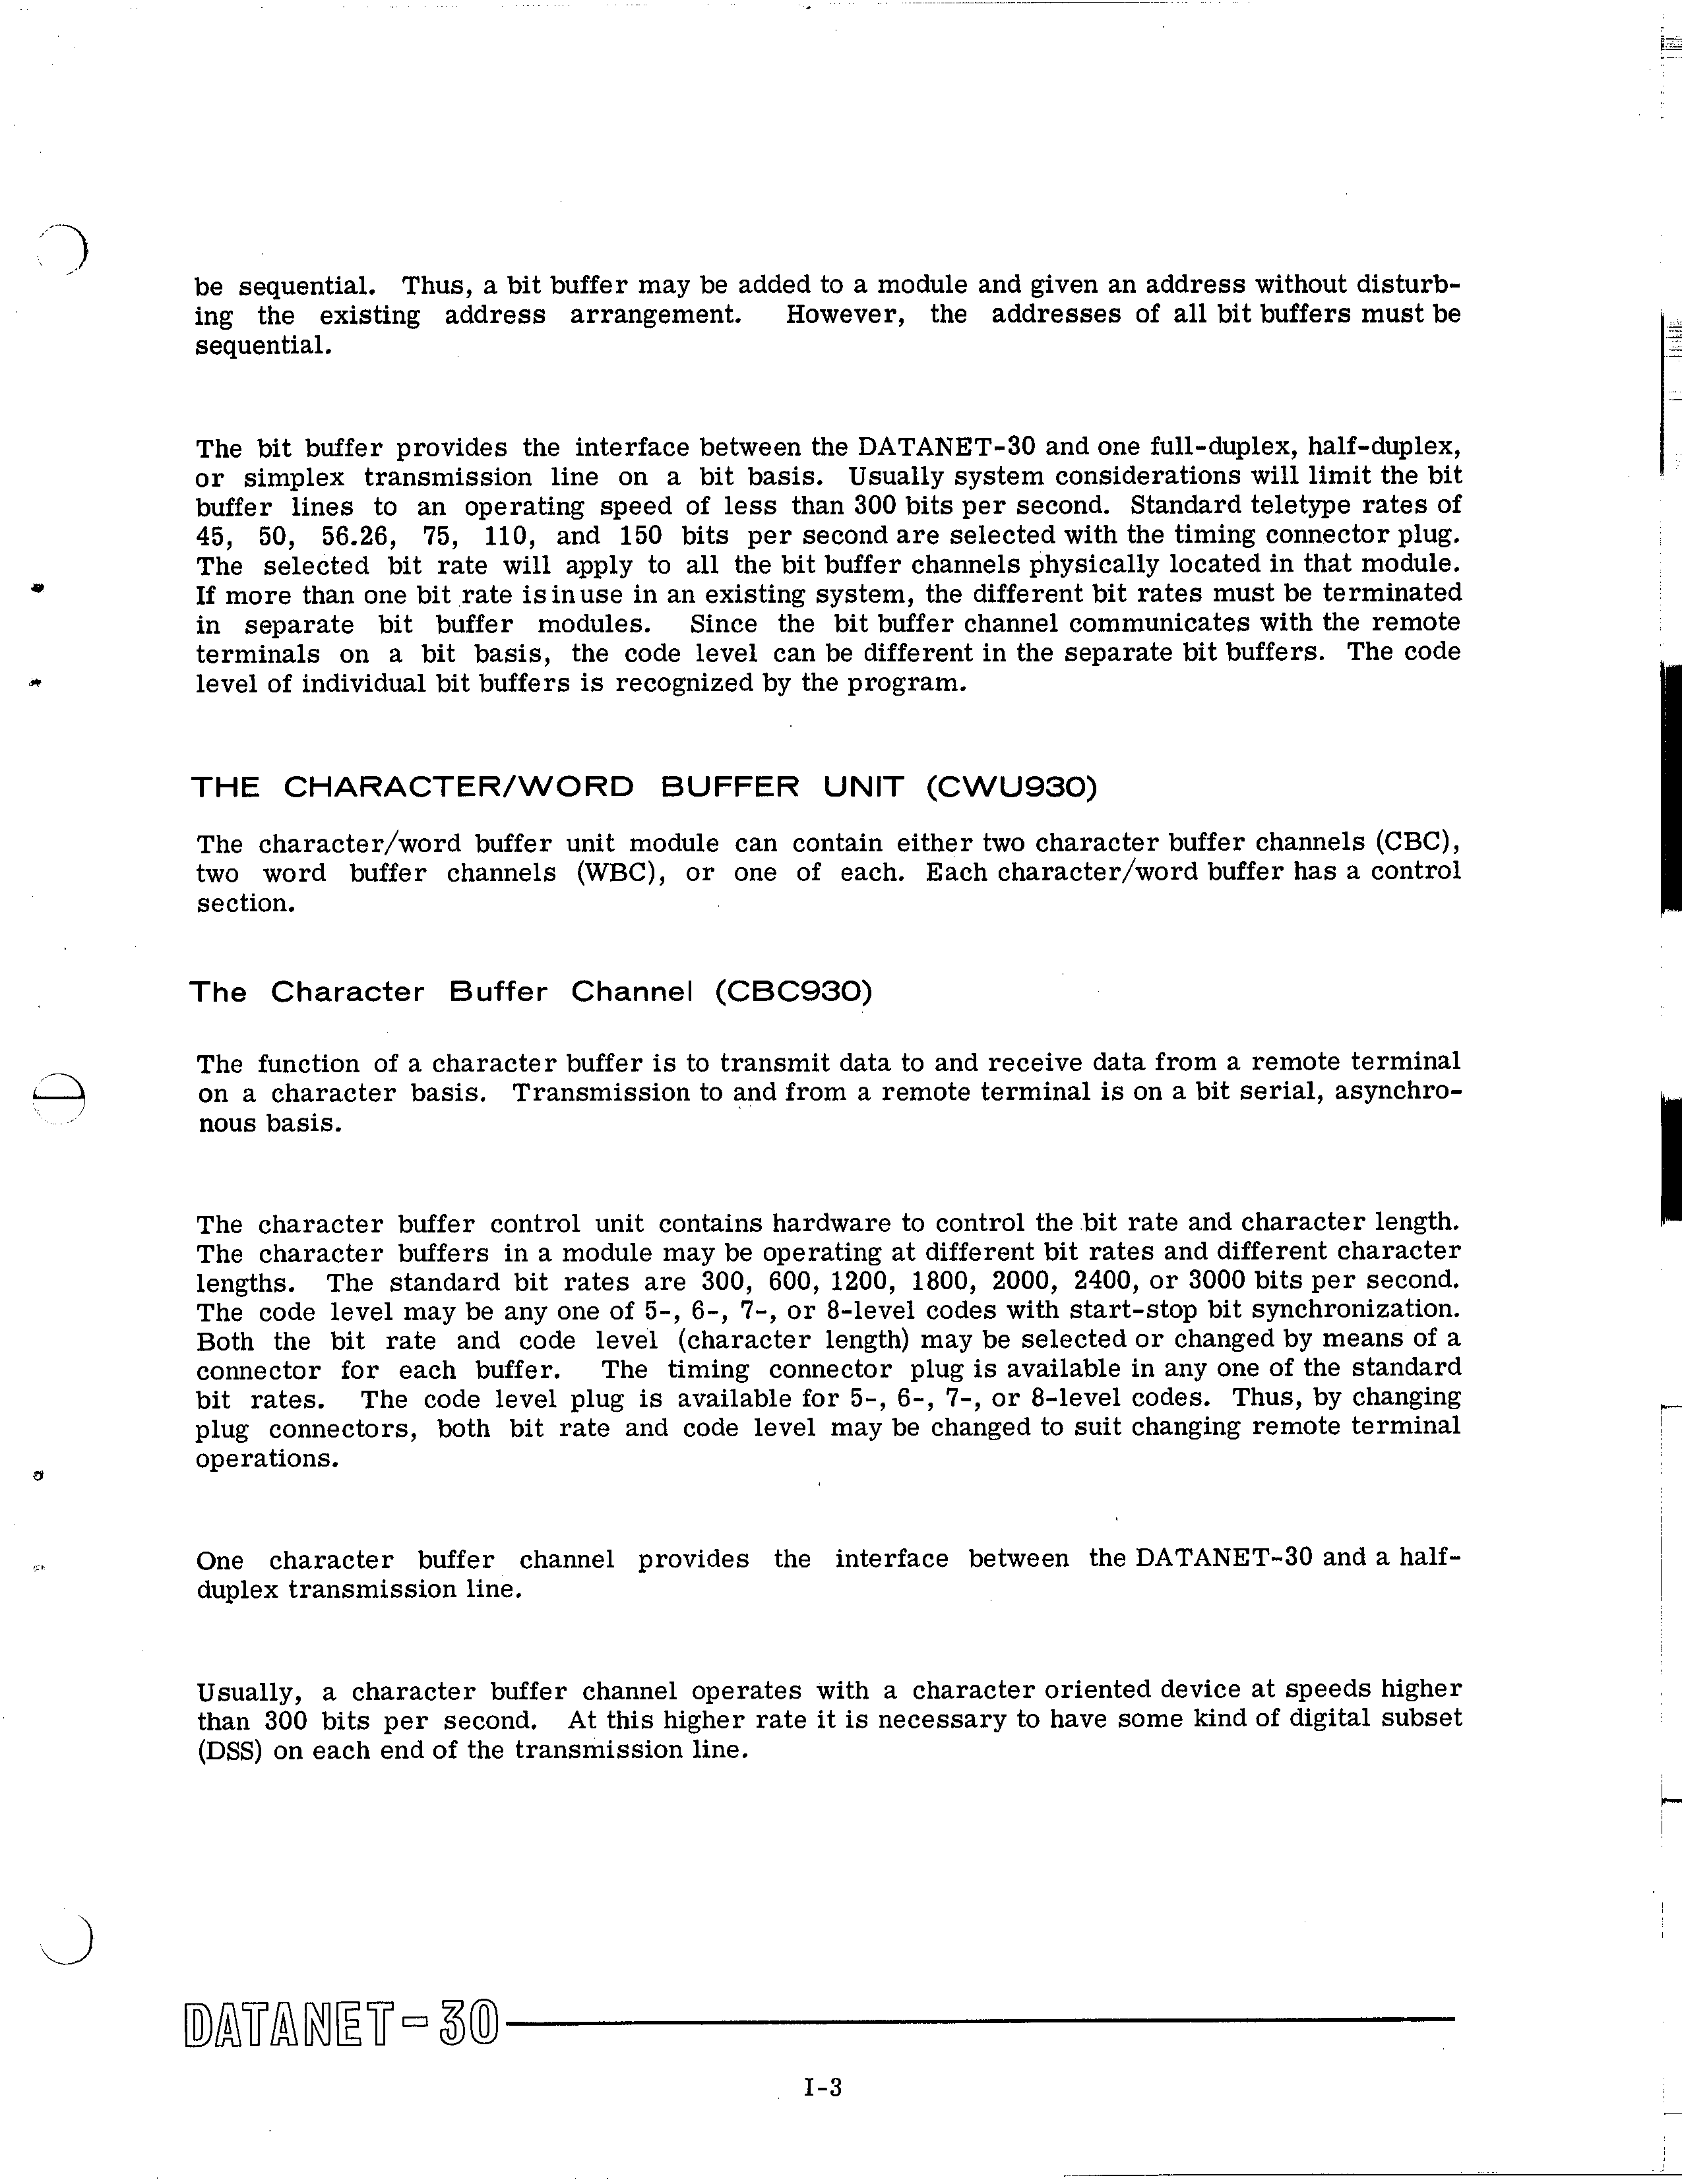 be sequential. Thus, a bit buffer may be added to a module and given an address without disturb-
ing the existing address arrangement. However, the addresses of all bit buffers must be
sequential.
The bit buffer provides the interface between the DATANET-30 and one full-duplex, half-duplex,
or simplex transmission line on a bit basis. Usually system considerations will limit the bit
buffer lines to an operating speed of less than 300 bits per second. Standard teletype rates of
45, 50, 56.26, 75, 110, and 150 bits per second are selected with the timing connector plug.
The selected bit rate will apply to all the bit buffer channels physically located in that module.
If more than one bit rate is in use in an existing system, the different bit rates must be terminated
in separate bit buffer modules. Since the bit buffer channel communicates with the remote
terminals on a bit basis, the code level can be different in the separate bit buffers. The code
level of individual bit buffers is recognized by the program.
THE CHARACTER/WORD BUFFER UNIT (CWU930)
The character/word buffer unit module can contain either two character buffer channels (CBC),
two word buffer channels (WBC), or one of each. Each character/word buffer has a control
section.
The Character Buffer Channel (CBC930)
The function of a character buffer is to transmit data to and receive data from a remote terminal
on a character basis. Transmission to and from a remote terminal is on a bit serial, asynchro-
nous basis.
The character buffer control unit contains hardware to control the bit rate and character length.
The character buffers in a module may be operating at different bit rates and different character
lengths. The standard bit rates are 300, 600, 1200, 1800, 2000, 2400, or 3000 bits per second.
The code level may be any one of 5-, 6-, 7-, or 8-level codes with start-stop bit synchronization.
Both the bit rate and code level (character length) may be selected or changed by means of a
connector for each buffer. The timing connector plug is available in any one of the standard
bit rates. The code level plug is available for 5-, 6-, 7-, or 8-level codes. Thus, by changing
plug connectors, both bit rate and code level may be changed to suit changing remote terminal
operations.
One character buffer channel provides the interface between the DATANET-30 and a half-
duplex transmission line.
Usually, a character buffer channel operates with a character oriented device at speeds higher
than 300 bits per second. At this higher rate it is necessary to have some kind of digital subset
(DSS) on each end of the transmission line.
DATANET-30
I-3